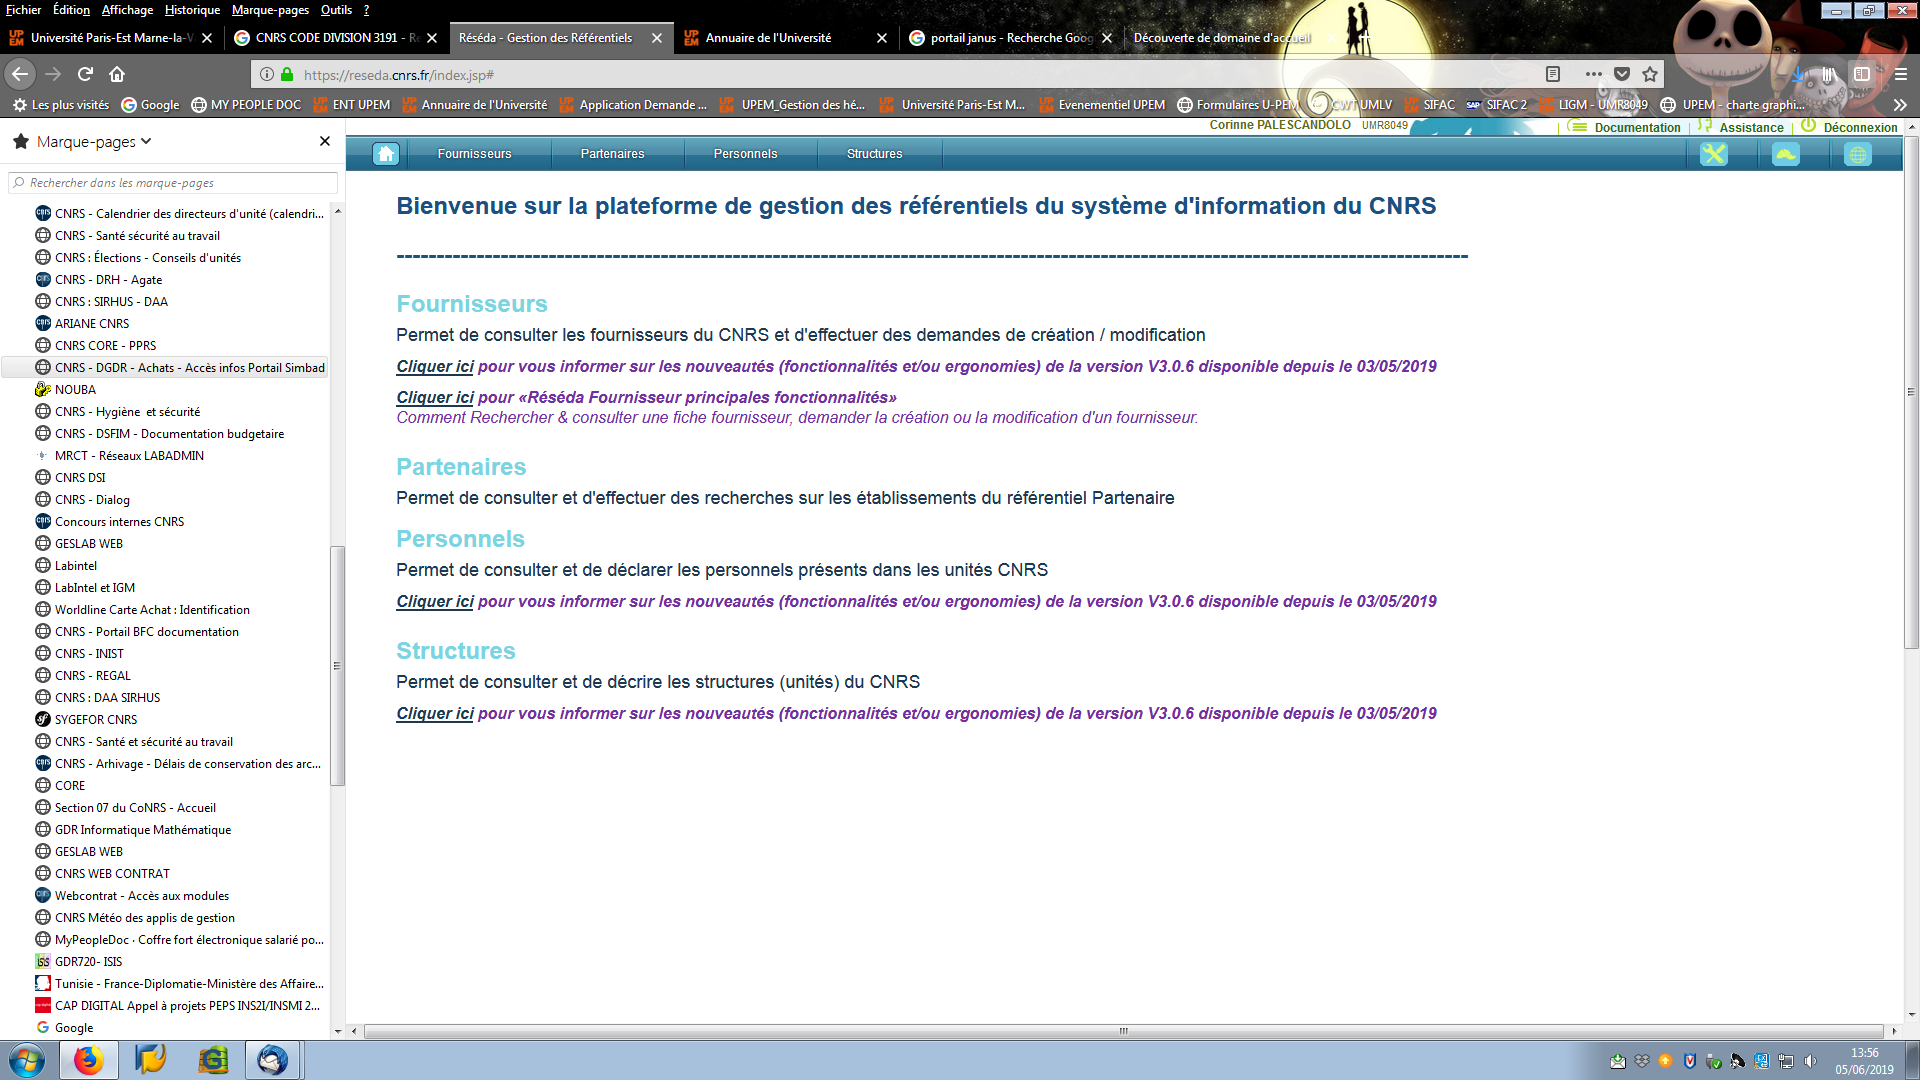 Fichier Édition Affichage Historique Marque-pages Outils ?
Université Paris-Est Marne-la-V
CNRS CODE DIVISION 3191 - Re
Réséda - Gestion des Référentiels
Annuaire de l'Université
portail janus - Recherche Goog
Découverte de domaine d'accueil
https://reseda.cnrs.fr/index.jsp#
Les plus visités Google MY PEOPLE DOC ENT UPEM Annuaire de l'Université Application Demande ... UPEM_Gestion des hé... Université Paris-Est M... Evenementiel UPEM Formulaires U-PEM CWT UMLV SIFAC SIFAC 2 LIGM - UMR8049 UPEM - charte graphi...
Marque-pages
Rechercher dans les marque-pages
CNRS - Calendrier des directeurs d'unité (calendri...
CNRS - Santé sécurité au travail
CNRS : Élections - Conseils d'unités
CNRS - DRH - Agate
CNRS : SIRHUS - DAA
ARIANE CNRS
CNRS CORE - PPRS
CNRS - DGDR - Achats - Accès infos Portail Simbad
NOUBA
CNRS - Hygiène et sécurité
CNRS - DSFIM - Documentation budgetaire
MRCT - Réseaux LABADMIN
CNRS DSI
CNRS - Dialog
Concours internes CNRS
GESLAB WEB
Labintel
LabIntel et IGM
Worldline Carte Achat : Identification
CNRS - Portail BFC documentation
CNRS - INIST
CNRS - REGAL
CNRS : DAA SIRHUS
SYGEFOR CNRS
CNRS - Santé et sécurité au travail
CNRS - Arhivage - Délais de conservation des arc...
CORE
Section 07 du CoNRS - Accueil
GDR Informatique Mathématique
GESLAB WEB
CNRS WEB CONTRAT
Webcontrat - Accès aux modules
CNRS Météo des applis de gestion
MyPeopleDoc · Coffre fort électronique salarié po...
GDR720- ISIS
Tunisie - France-Diplomatie-Ministère des Affaire...
CAP DIGITAL Appel à projets PEPS INS2I/INSMI 2...
Google
Corinne PALESCANDOLO UMR8049
Documentation Assistance Déconnexion
Fournisseurs Partenaires Personnels Structures
Bienvenue sur la plateforme de gestion des référentiels du système d'information du CNRS
--------------------------------------------------------------------------------------------------------------------------------------
Fournisseurs
Permet de consulter les fournisseurs du CNRS et d'effectuer des demandes de création / modification
Cliquer ici pour vous informer sur les nouveautés (fonctionnalités et/ou ergonomies) de la version V3.0.6 disponible depuis le 03/05/2019
Cliquer ici pour «Réséda Fournisseur principales fonctionnalités»
Comment Rechercher & consulter une fiche fournisseur, demander la création ou la modification d'un fournisseur.
Partenaires
Permet de consulter et d'effectuer des recherches sur les établissements du référentiel Partenaire
Personnels
Permet de consulter et de déclarer les personnels présents dans les unités CNRS
Cliquer ici pour vous informer sur les nouveautés (fonctionnalités et/ou ergonomies) de la version V3.0.6 disponible depuis le 03/05/2019
Structures
Permet de consulter et de décrire les structures (unités) du CNRS
Cliquer ici pour vous informer sur les nouveautés (fonctionnalités et/ou ergonomies) de la version V3.0.6 disponible depuis le 03/05/2019
13:56
05/06/2019